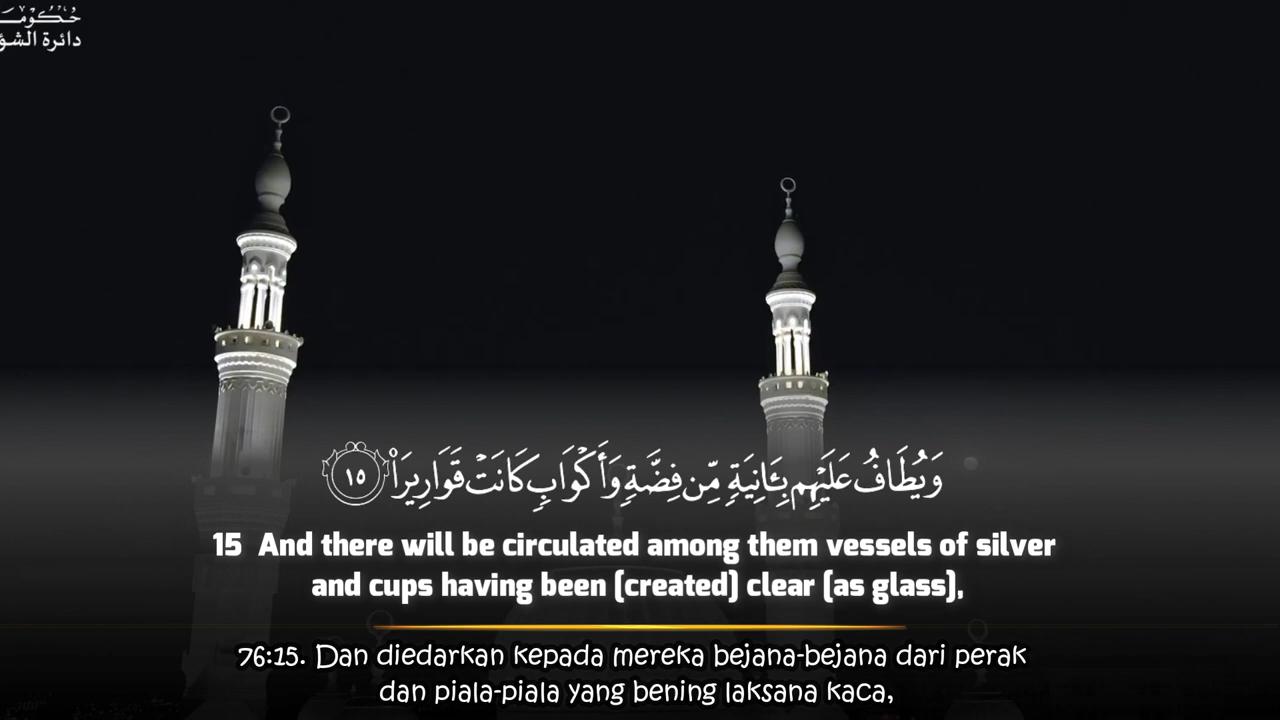 دائرة
وَيُطَافُ عَلَيْهِم بِـَٔانِيَةٍ مِّن فِضَّةٍ وَأَكْوَابٍ كَانَتْ قَوَارِيرَا۠ ١٥
15 And there will be circulated among them vessels of silver
and cups having been (created) clear (as glass),
76:15. Dan diedarkan kepada mereka bejana-bejana dari perak
dan piala-piala yang bening laksana kaca,